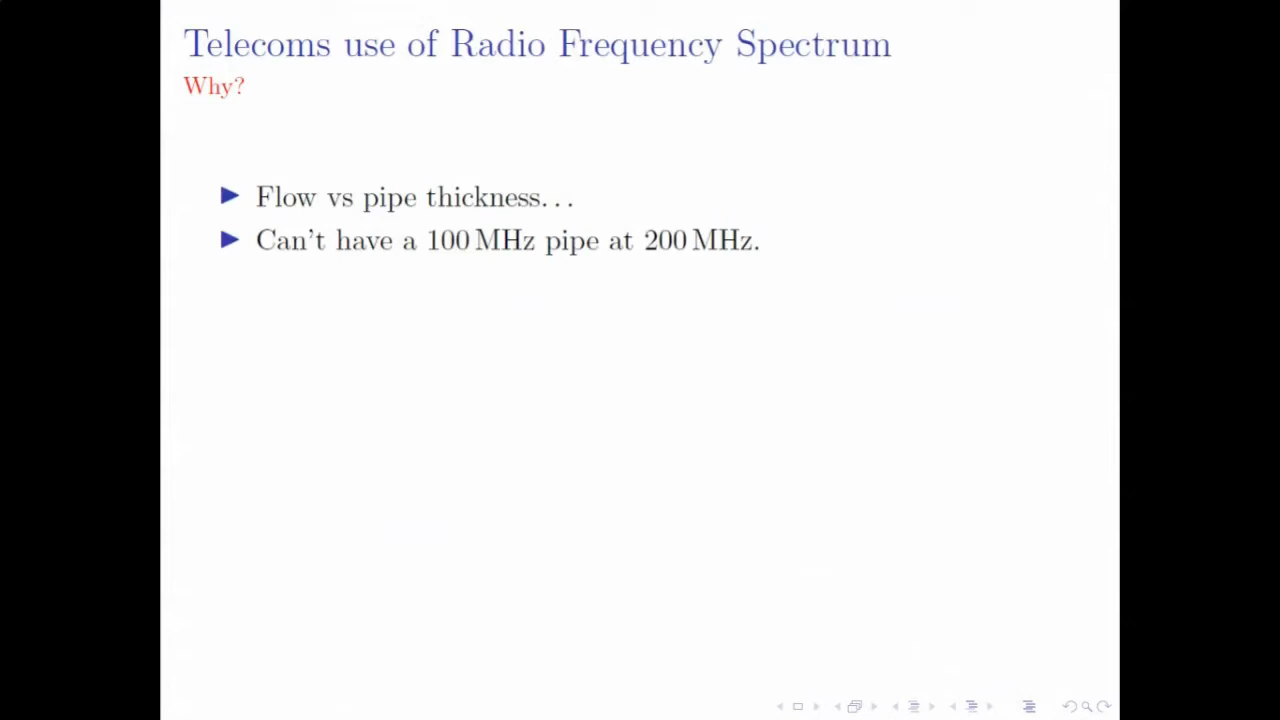 Telecoms use of Radio Frequency Spectrum
Why?
Flow vs pipe thickness...
Can't have a 100 MHz pipe at 200 MHz.